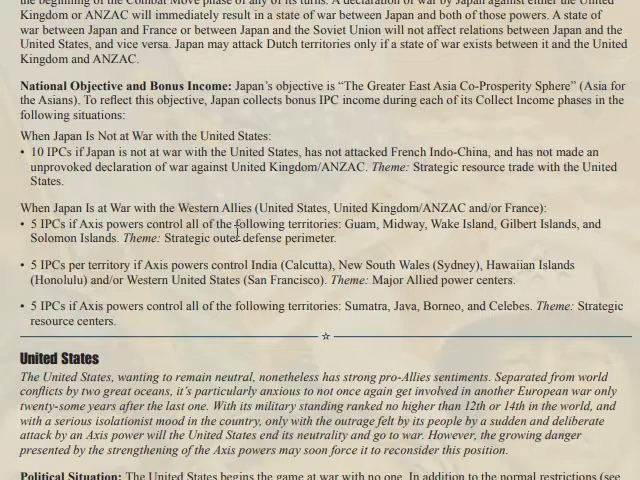 the beginning of the Combat Move phase of any of its turns. A declaration of war by Japan against either the United
Kingdom or ANZAC will immediately result in a state of war between Japan and both of those powers. A state of
war between Japan and France or between Japan and the Soviet Union will not affect relations between Japan and the
United States, and vice versa. Japan may attack Dutch territories only if a state of war exists between it and the United
Kingdom and ANZAC.
National Objective and Bonus Income: Japan's objective is “The Greater East Asia Co-Prosperity Sphere” (Asia for
the Asians). To reflect this objective, Japan collects bonus IPC income during each of its Collect Income phases in the
following situations:
When Japan Is Not at War with the United States:
• 10 IPCs if Japan is not at war with the United States, has not attacked French Indo-China, and has not made an
unprovoked declaration of war against United Kingdom/ANZAC. Theme: Strategic resource trade with the United
States.
When Japan Is at War with the Western Allies (United States, United Kingdom/ANZAC and/or France):
• 5 IPCs if Axis powers control all of the following territories: Guam, Midway, Wake Island, Gilbert Islands, and
Solomon Islands. Theme: Strategic outer defense perimeter.
• 5 IPCs per territory if Axis powers control India (Calcutta), New South Wales (Sydney), Hawaiian Islands
(Honolulu) and/or Western United States (San Francisco). Theme: Major Allied power centers.
• 5 IPCs if Axis powers control all of the following territories: Sumatra, Java, Borneo, and Celebes. Theme: Strategic
resource centers.
United States
The United States, wanting to remain neutral, nonetheless has strong pro-Allies sentiments. Separated from world
conflicts by two great oceans, it's particularly anxious to not once again get involved in another European war only
twenty-some years after the last one. With its military standing ranked no higher than 12th or 14th in the world, and
with a serious isolationist mood in the country, only with the outrage felt by its people by a sudden and deliberate
attack by an Axis power will the United States end its neutrality and go to war. However, the growing danger
presented by the strengthening of the Axis powers may soon force it to reconsider this position.
Political Situation: The United States begins the game at war with no one. In addition to the normal restrictions (see